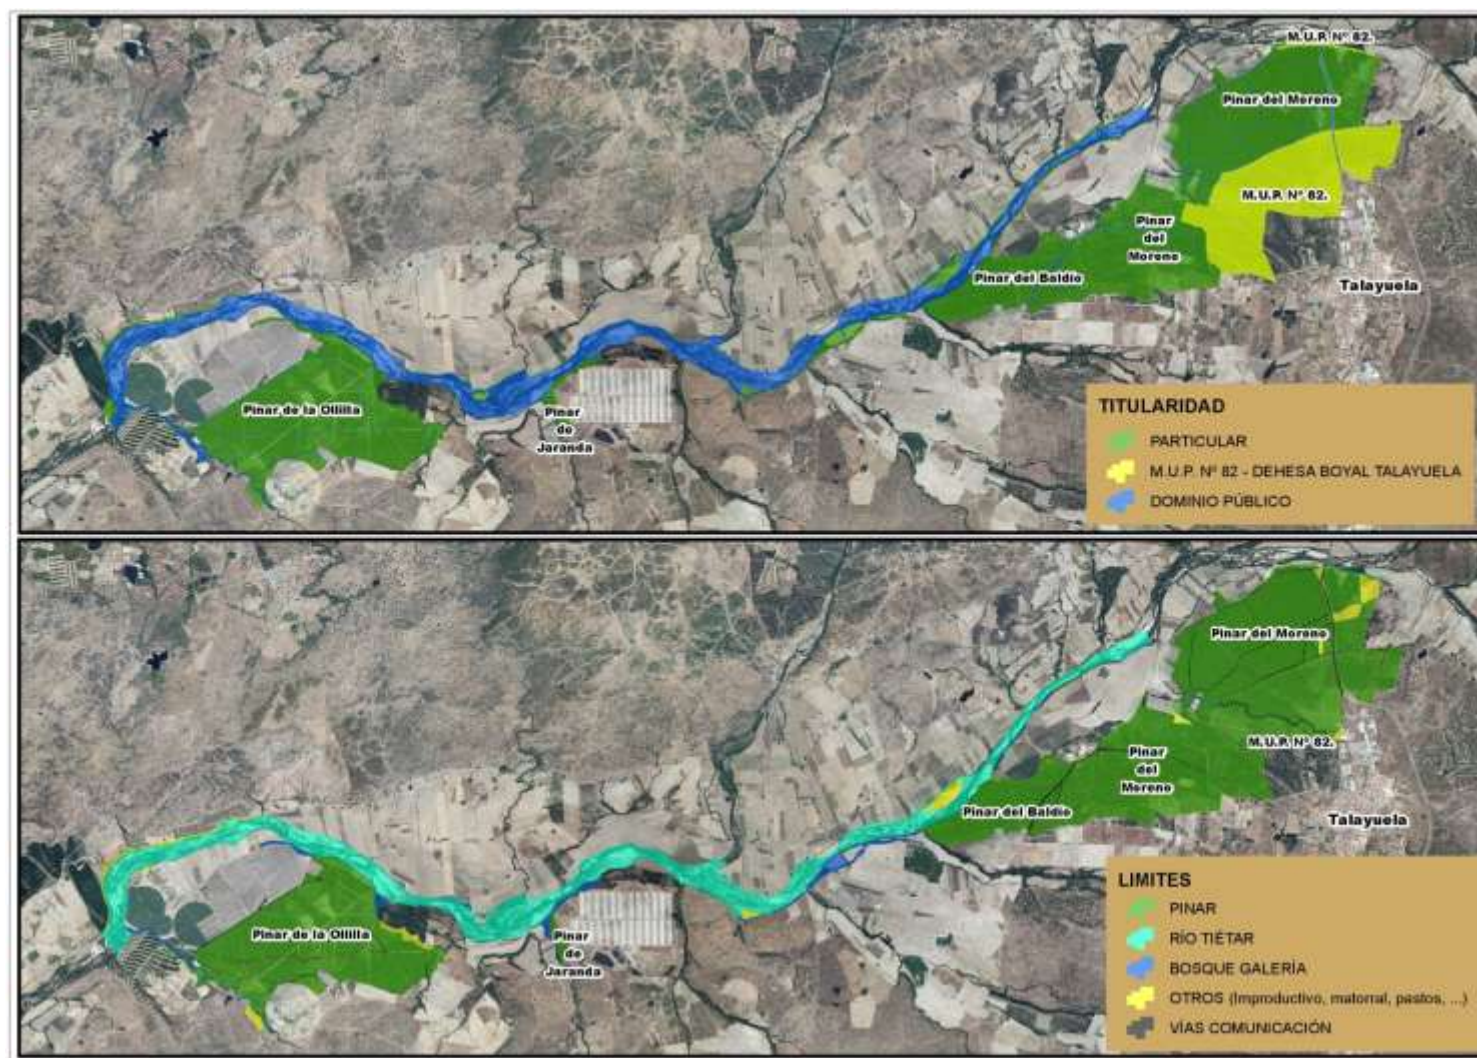 M.U.P. Nº 82.
Pinar del Moreno
M.U.P. Nº 82.
Pinar
del
Moreno
Pinar del Baldío
Talayuela
Pinar de la Ollilla
Pinar
de
Jaranda
TITULARIDAD
PARTICULAR
M.U.P. Nº 82 - DEHESA BOYAL TALAYUELA
DOMINIO PÚBLICO
Pinar del Moreno
M.U.P. Nº 82.
Pinar
del
Moreno
Pinar del Baldío
Talayuela
Pinar de la Ollilla
Pinar
de
Jaranda
LIMITES
PINAR
RÍO TIÉTAR
BOSQUE GALERÍA
OTROS (Improductivo, matorral, pastos, ...)
VÍAS COMUNICACIÓN